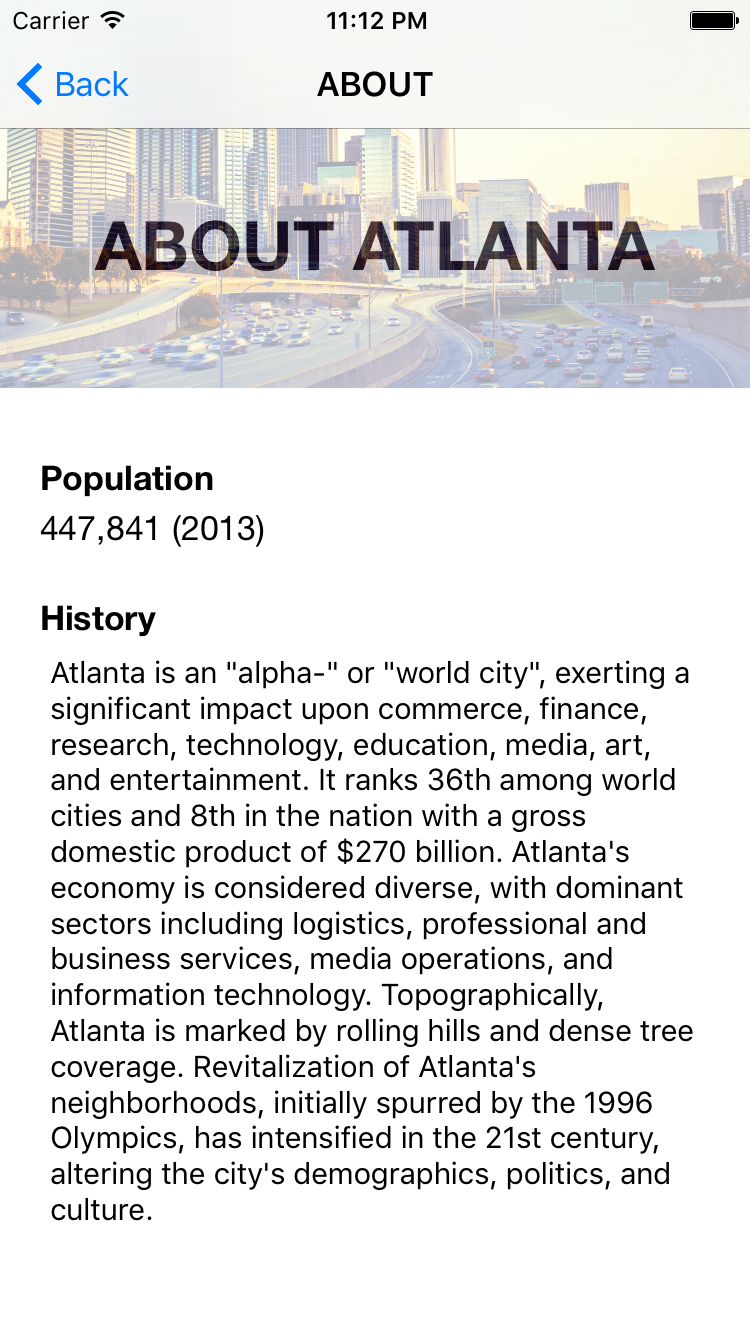 Carrier 11:12 PM
Back ABOUT
ABOUT ATLANTA
Population
447,841 (2013)
History
Atlanta is an "alpha-" or "world city", exerting a
significant impact upon commerce, finance,
research, technology, education, media, art,
and entertainment. It ranks 36th among world
cities and 8th in the nation with a gross
domestic product of $270 billion. Atlanta's
economy is considered diverse, with dominant
sectors including logistics, professional and
business services, media operations, and
information technology. Topographically,
Atlanta is marked by rolling hills and dense tree
coverage. Revitalization of Atlanta's
neighborhoods, initially spurred by the 1996
Olympics, has intensified in the 21st century,
altering the city's demographics, politics, and
culture.